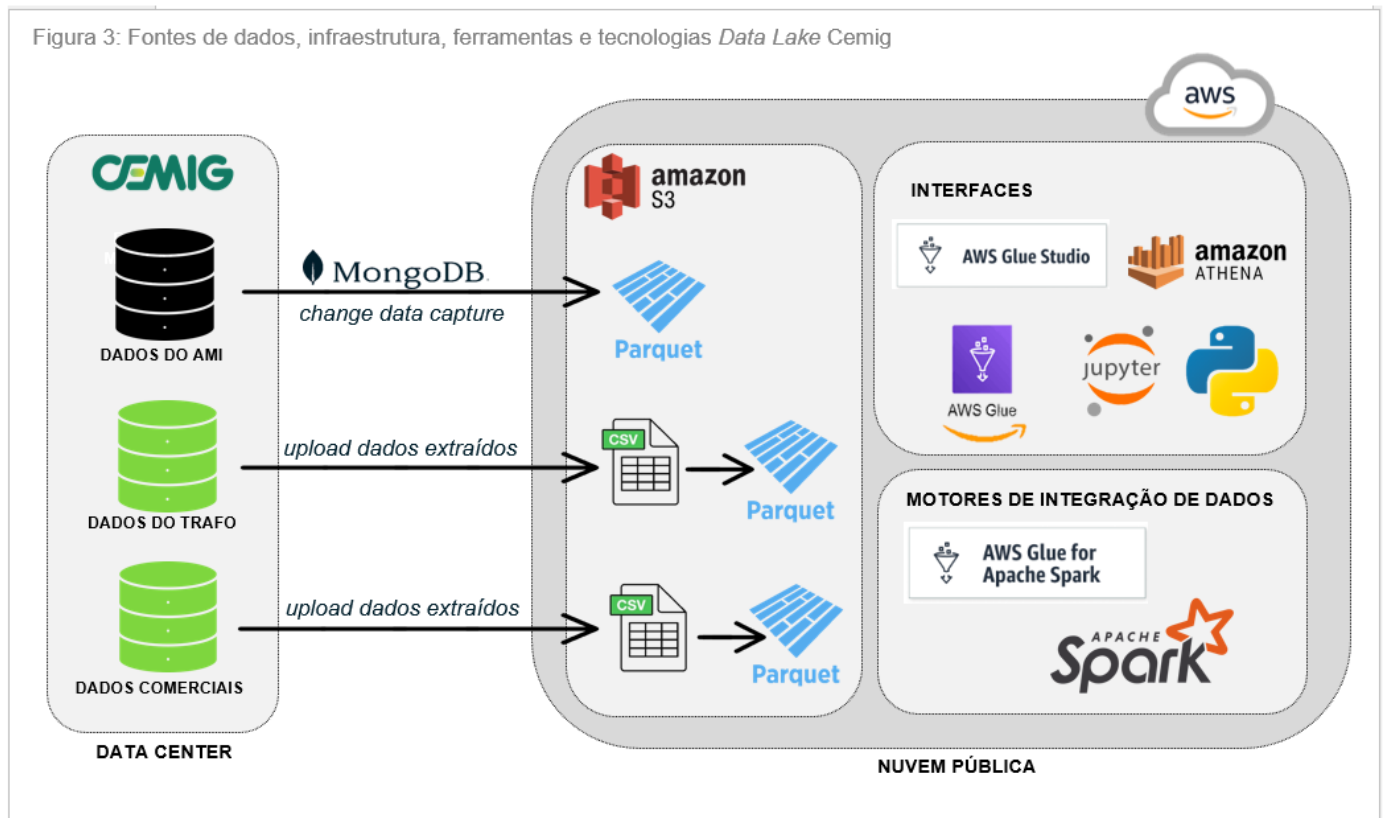 Figura 3: Fontes de dados, infraestrutura, ferramentas e tecnologias Data Lake Cemig
aws
CEMIG
DADOS DO AMI
DADOS DO TRAFO
DADOS COMERCIAIS
DATA CENTER
MongoDB.
change data capture
upload dados extraídos
upload dados extraídos
amazon
S3
Parquet
CSV
Parquet
CSV
Parquet
INTERFACES
AWS Glue Studio
amazon
ATHENA
AWS Glue
jupyter
MOTORES DE INTEGRAÇÃO DE DADOS
AWS Glue for
Apache Spark
APACHE
Spark
NUVEM PÚBLICA